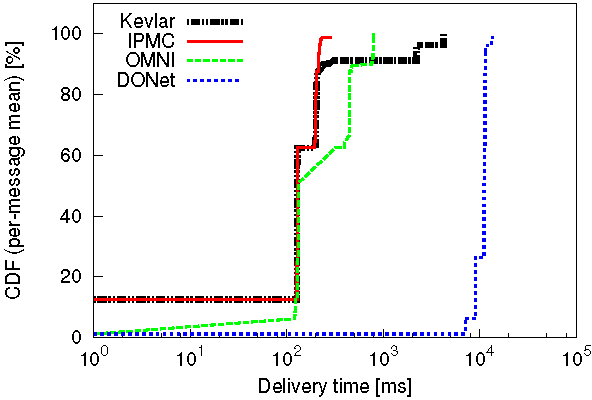 Kevlar
IPMC
OMNI
DONet
CDF (per-message mean) [%]
100
80
60
40
20
0
10^0 10^1 10^2 10^3 10^4 10^5
Delivery time [ms]